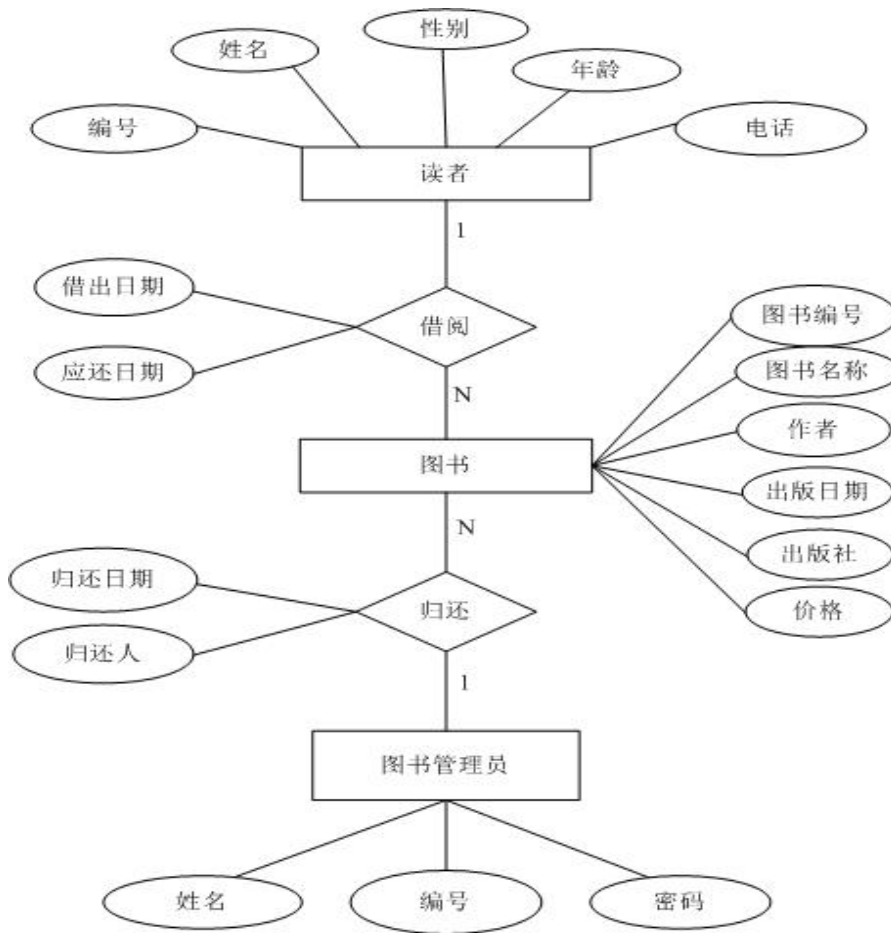 性别
姓名
年龄
编号
电话
读者
1
借出日期
借阅
图书编号
应还日期
图书名称
N
作者
图书
出版日期
N
出版社
归还日期
归还
价格
归还人
1
图书管理员
姓名
编号
密码